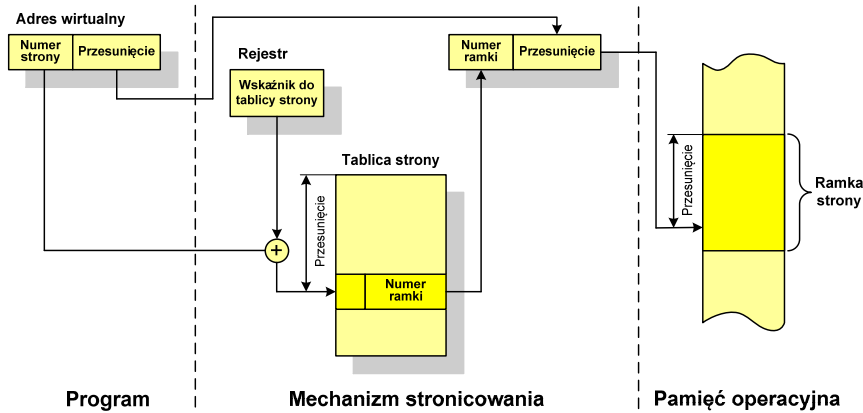 Adres wirtualny
Numer
strony
Przesunięcie
Rejestr
Wskaźnik do
tablicy strony
Numer
ramki
Przesunięcie
Tablica strony
Przesunięcie
Numer
ramki
+
Przesunięcie
Ramka
strony
Program
Mechanizm stronicowania
Pamięć operacyjna